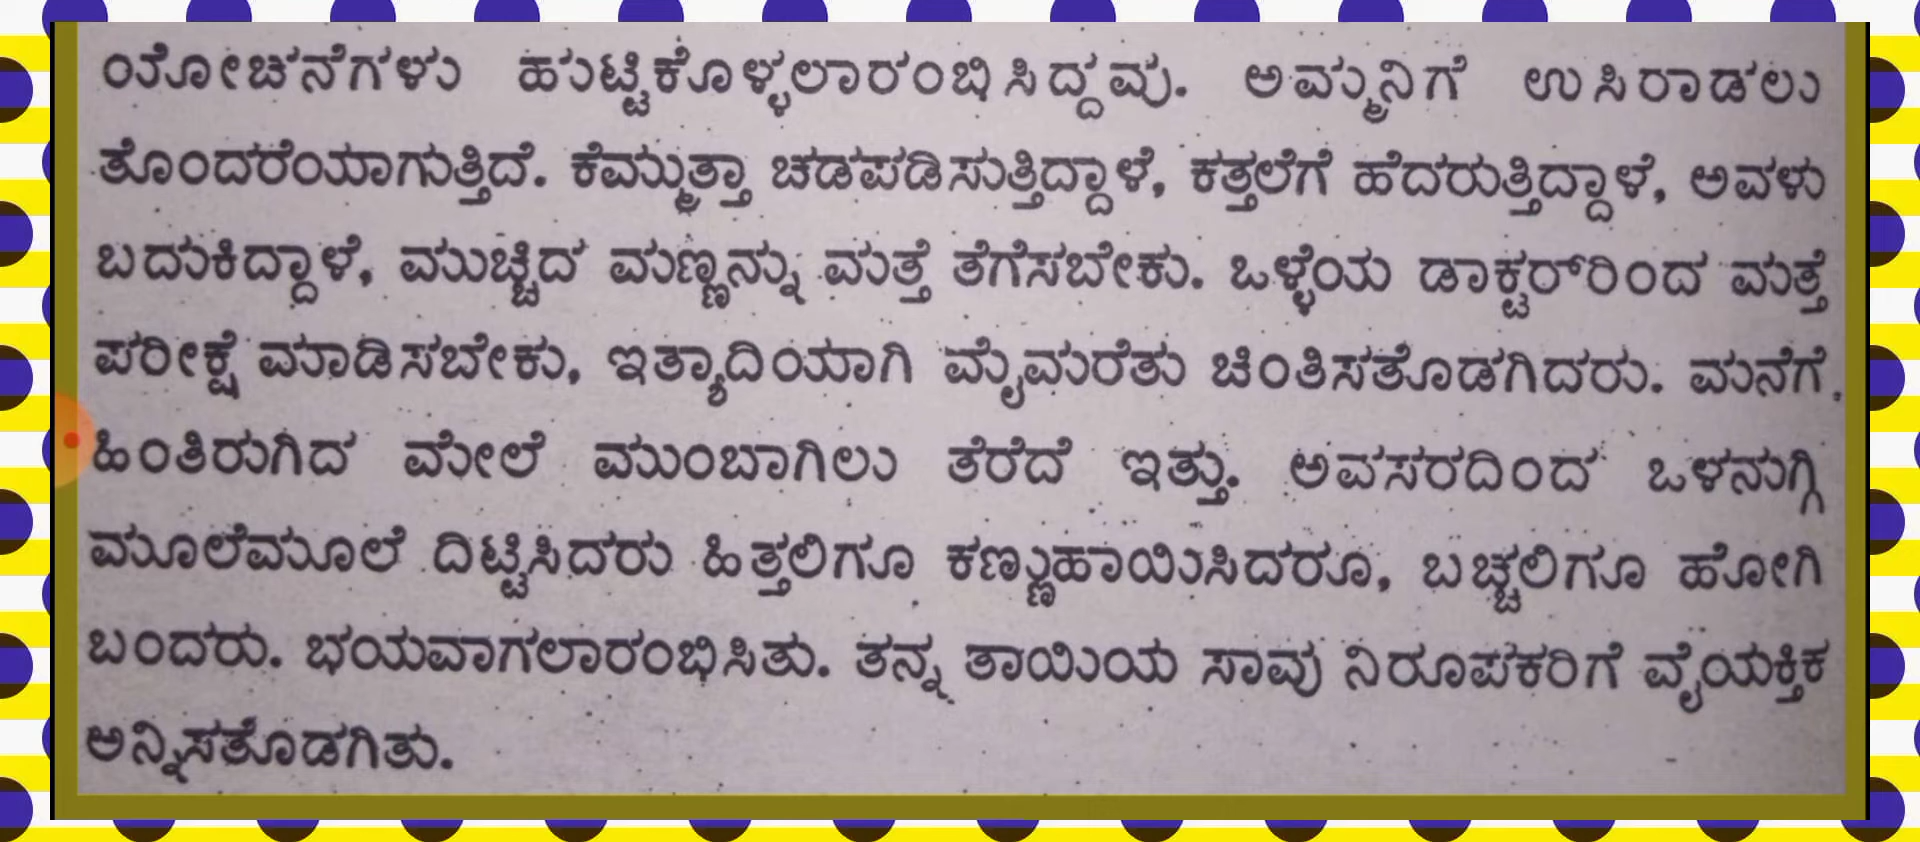 ಯೋಚನೆಗಳು ಹುಟ್ಟಿಕೊಳ್ಳಲಾರಂಬಿಸಿದ್ದವು. ಅಮ್ಮನಿಗೆ ಉಸಿರಾಡಲು
ತೊಂದರೆಯಾಗುತ್ತಿದೆ. ಕೆಮ್ಮುತ್ತಾ ಚಡಪಡಿಸುತ್ತಿದ್ದಾಳೆ, ಕತ್ತಲೆಗೆ ಹೆದರುತ್ತಿದ್ದಾಳೆ, ಅವಳು
ಬದುಕಿದ್ದಾಳೆ, ಮುಚ್ಚಿದ ಮಣ್ಣನ್ನು ಮತ್ತೆ ತೆಗೆಸಬೇಕು. ಒಳ್ಳೆಯ ಡಾಕ್ಟರ್‌ರಿಂದ ಮತ್ತೆ
ಪರೀಕ್ಷೆ ಮಾಡಿಸಬೇಕು, ಇತ್ಯಾದಿಯಾಗಿ ಮೈಮರೆತು ಚಿಂತಿಸತೊಡಗಿದರು. ಮನೆಗೆ
ಹಿಂತಿರುಗಿದ ಮೇಲೆ ಮುಂಬಾಗಿಲು ತೆರೆದೆ ಇತ್ತು. ಅವಸರದಿಂದ ಒಳನುಗ್ಗಿ
ಮೂಲೆಮೂಲೆ ದಿಟ್ಟಿಸಿದರು ಹಿತ್ತಲಿಗೂ ಕಣ್ಣುಹಾಯಿಸಿದರೂ, ಬಚ್ಚಲಿಗೂ ಹೋಗಿ
ಬಂದರು. ಭಯವಾಗಲಾರಂಭಿಸಿತು. ತನ್ನ ತಾಯಿಯ ಸಾವು ನಿರೂಪಕರಿಗೆ ವೈಯಕ್ತಿಕ
ಅನ್ನಿಸತೊಡಗಿತು.